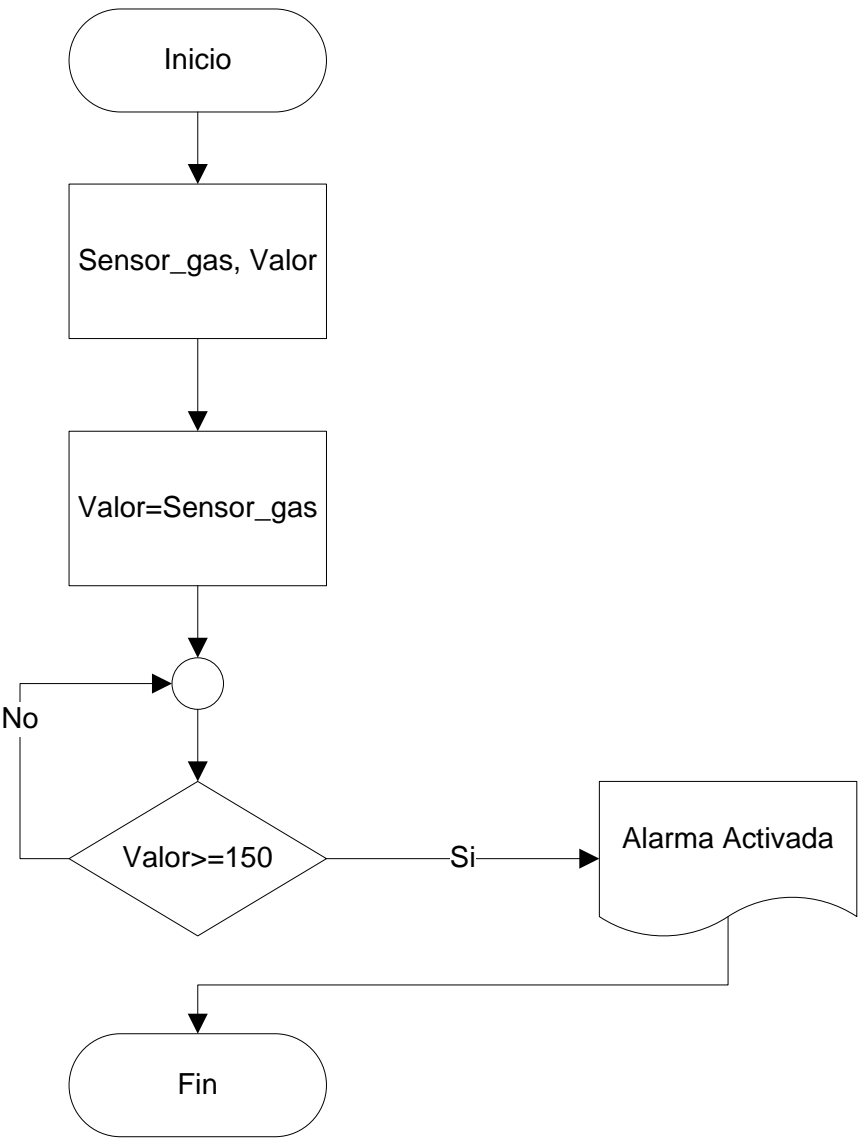 Inicio
Sensor_gas, Valor
Valor=Sensor_gas
No
Valor>=150
Si
Alarma Activada
Fin